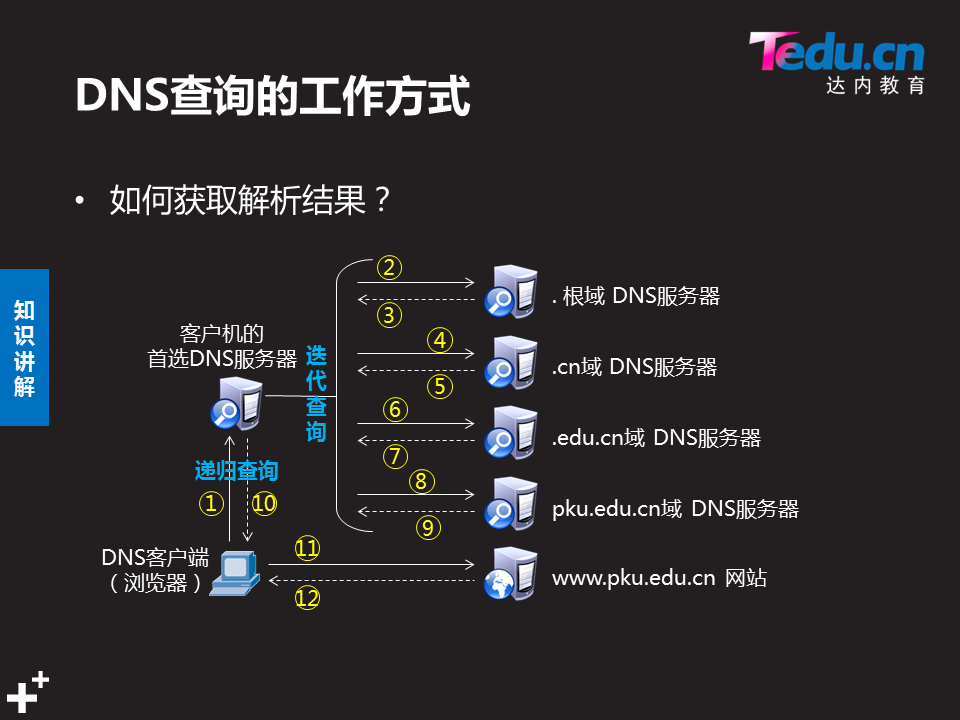 Tedu.cn
达内教育
DNS查询的工作方式
• 如何获取解析结果？
知识讲解
客户机的
首选DNS服务器
迭代查询
②
③
. 根域 DNS服务器
④
⑤
.cn域 DNS服务器
⑥
⑦
.edu.cn域 DNS服务器
⑧
⑨
pku.edu.cn域 DNS服务器
递归查询
① ⑩
DNS客户端
（浏览器）
⑪
⑫
www.pku.edu.cn 网站